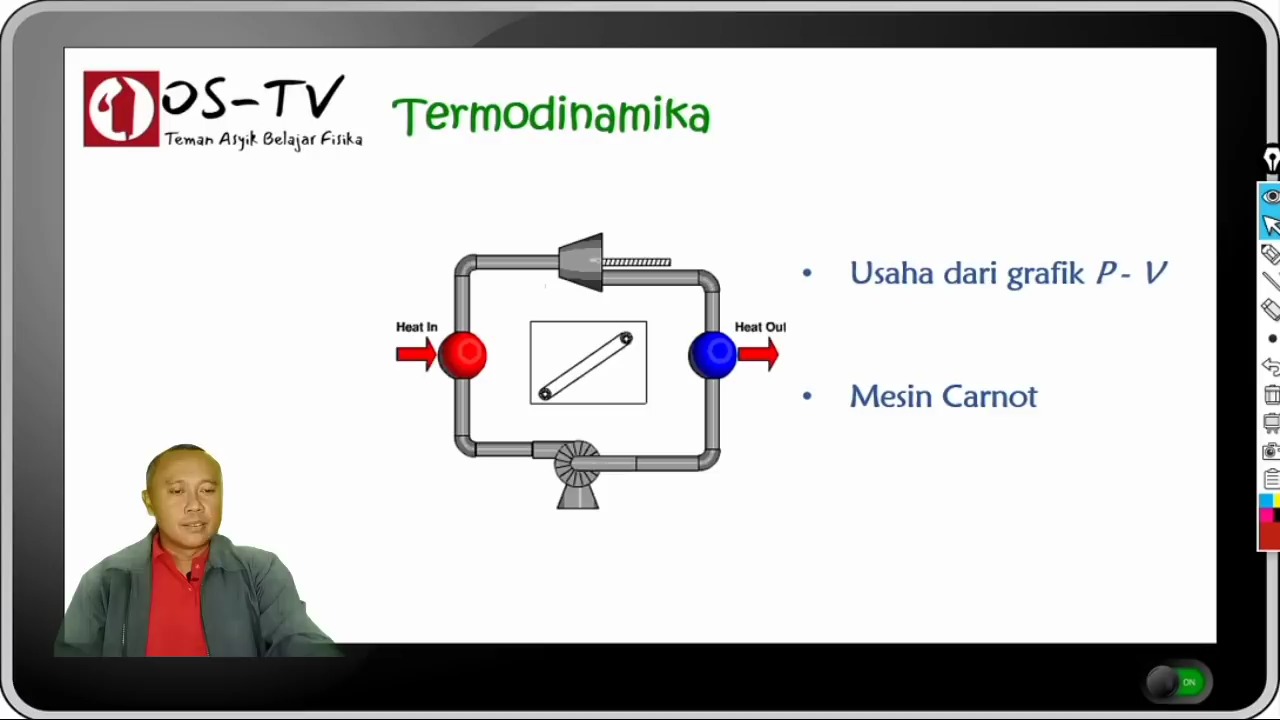 OS-TV
Teman Asyik Belajar Fisika
Termodinamika
Usaha dari grafik P - V
Heat In
Heat Out
Mesin Carnot
ON